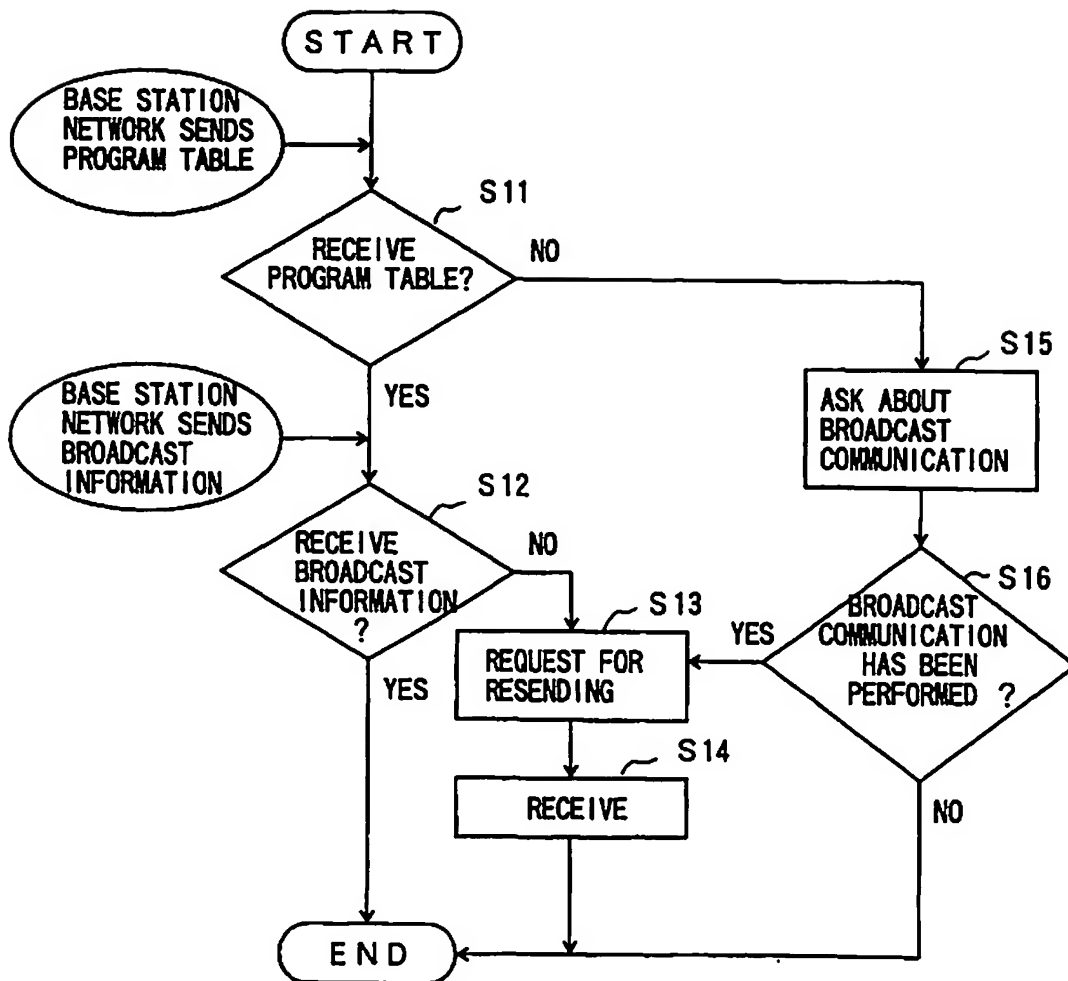 START
BASE STATION
NETWORK SENDS
PROGRAM TABLE
S11
RECEIVE
PROGRAM TABLE?
NO
YES
S15
ASK ABOUT
BROADCAST
COMMUNICATION
BASE STATION
NETWORK SENDS
BROADCAST
INFORMATION
S12
RECEIVE
BROADCAST
INFORMATION
?
NO
YES
S13
REQUEST FOR
RESENDING
S16
BROADCAST
COMMUNICATION
HAS BEEN
PERFORMED ?
YES
NO
S14
RECEIVE
END